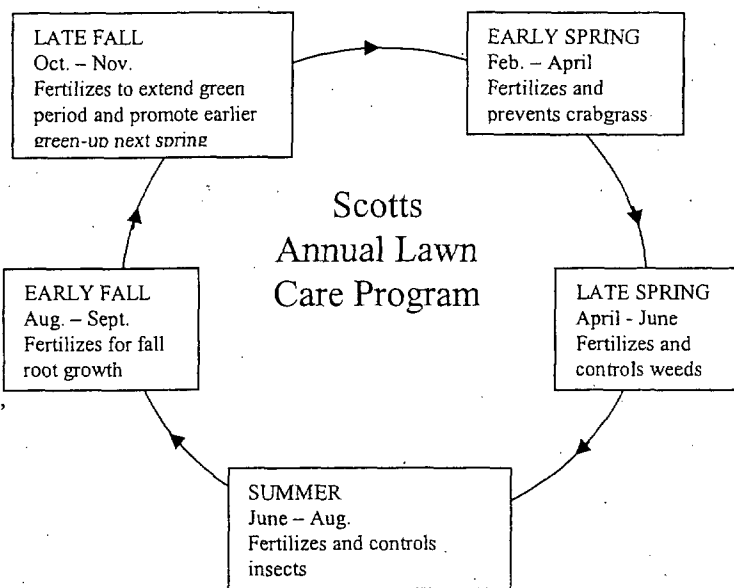 LATE FALL
Oct. – Nov.
Fertilizes to extend green
period and promote earlier
green-up next spring
EARLY SPRING
Feb. – April
Fertilizes and
prevents crabgrass
Scotts
Annual Lawn
Care Program
EARLY FALL
Aug. – Sept.
Fertilizes for fall
root growth
LATE SPRING
April - June
Fertilizes and
controls weeds
SUMMER
June – Aug.
Fertilizes and controls
insects